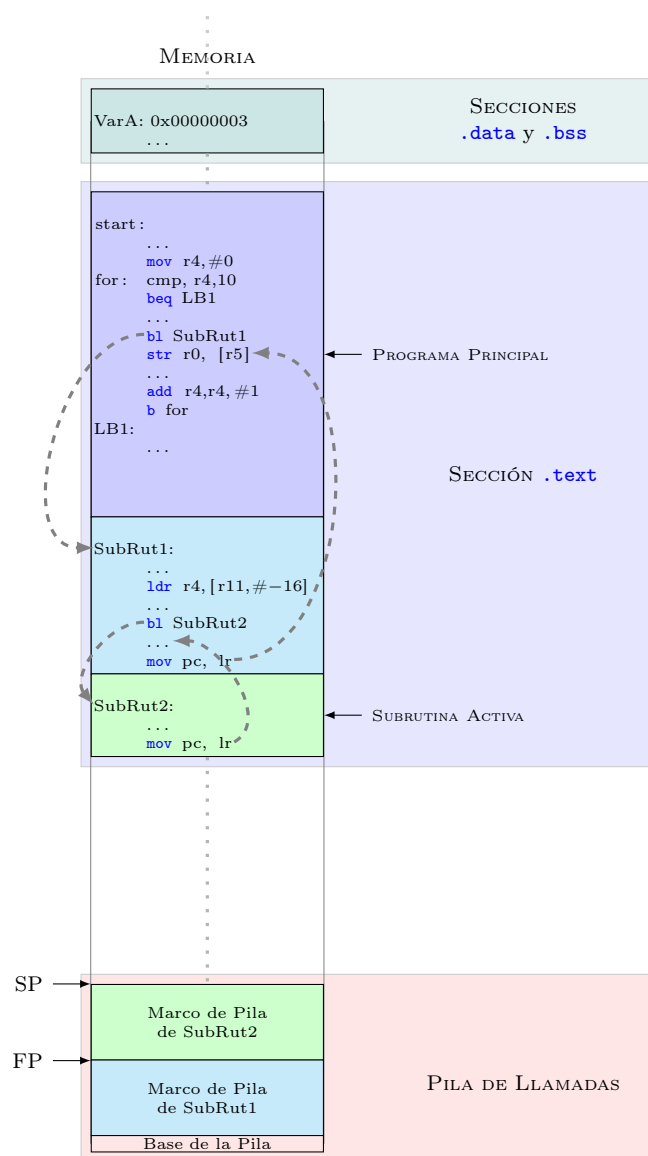 MEMORIA
VarA: 0x00000003
...
SECCIONES
.data y .bss
start:
...
mov r4,#0
for: cmp, r4,10
beq LB1
...
bl SubRut1
str r0, [r5]
...
add r4,r4,#1
b for
LB1:
...
PROGRAMA PRINCIPAL
SECCIÓN .text
SubRut1:
...
ldr r4,[r11,#−16]
...
bl SubRut2
...
mov pc, lr
SubRut2:
...
mov pc, lr
SUBRUTINA ACTIVA
SP
Marco de Pila
de SubRut2
FP
Marco de Pila
de SubRut1
Base de la Pila
PILA DE LLAMADAS